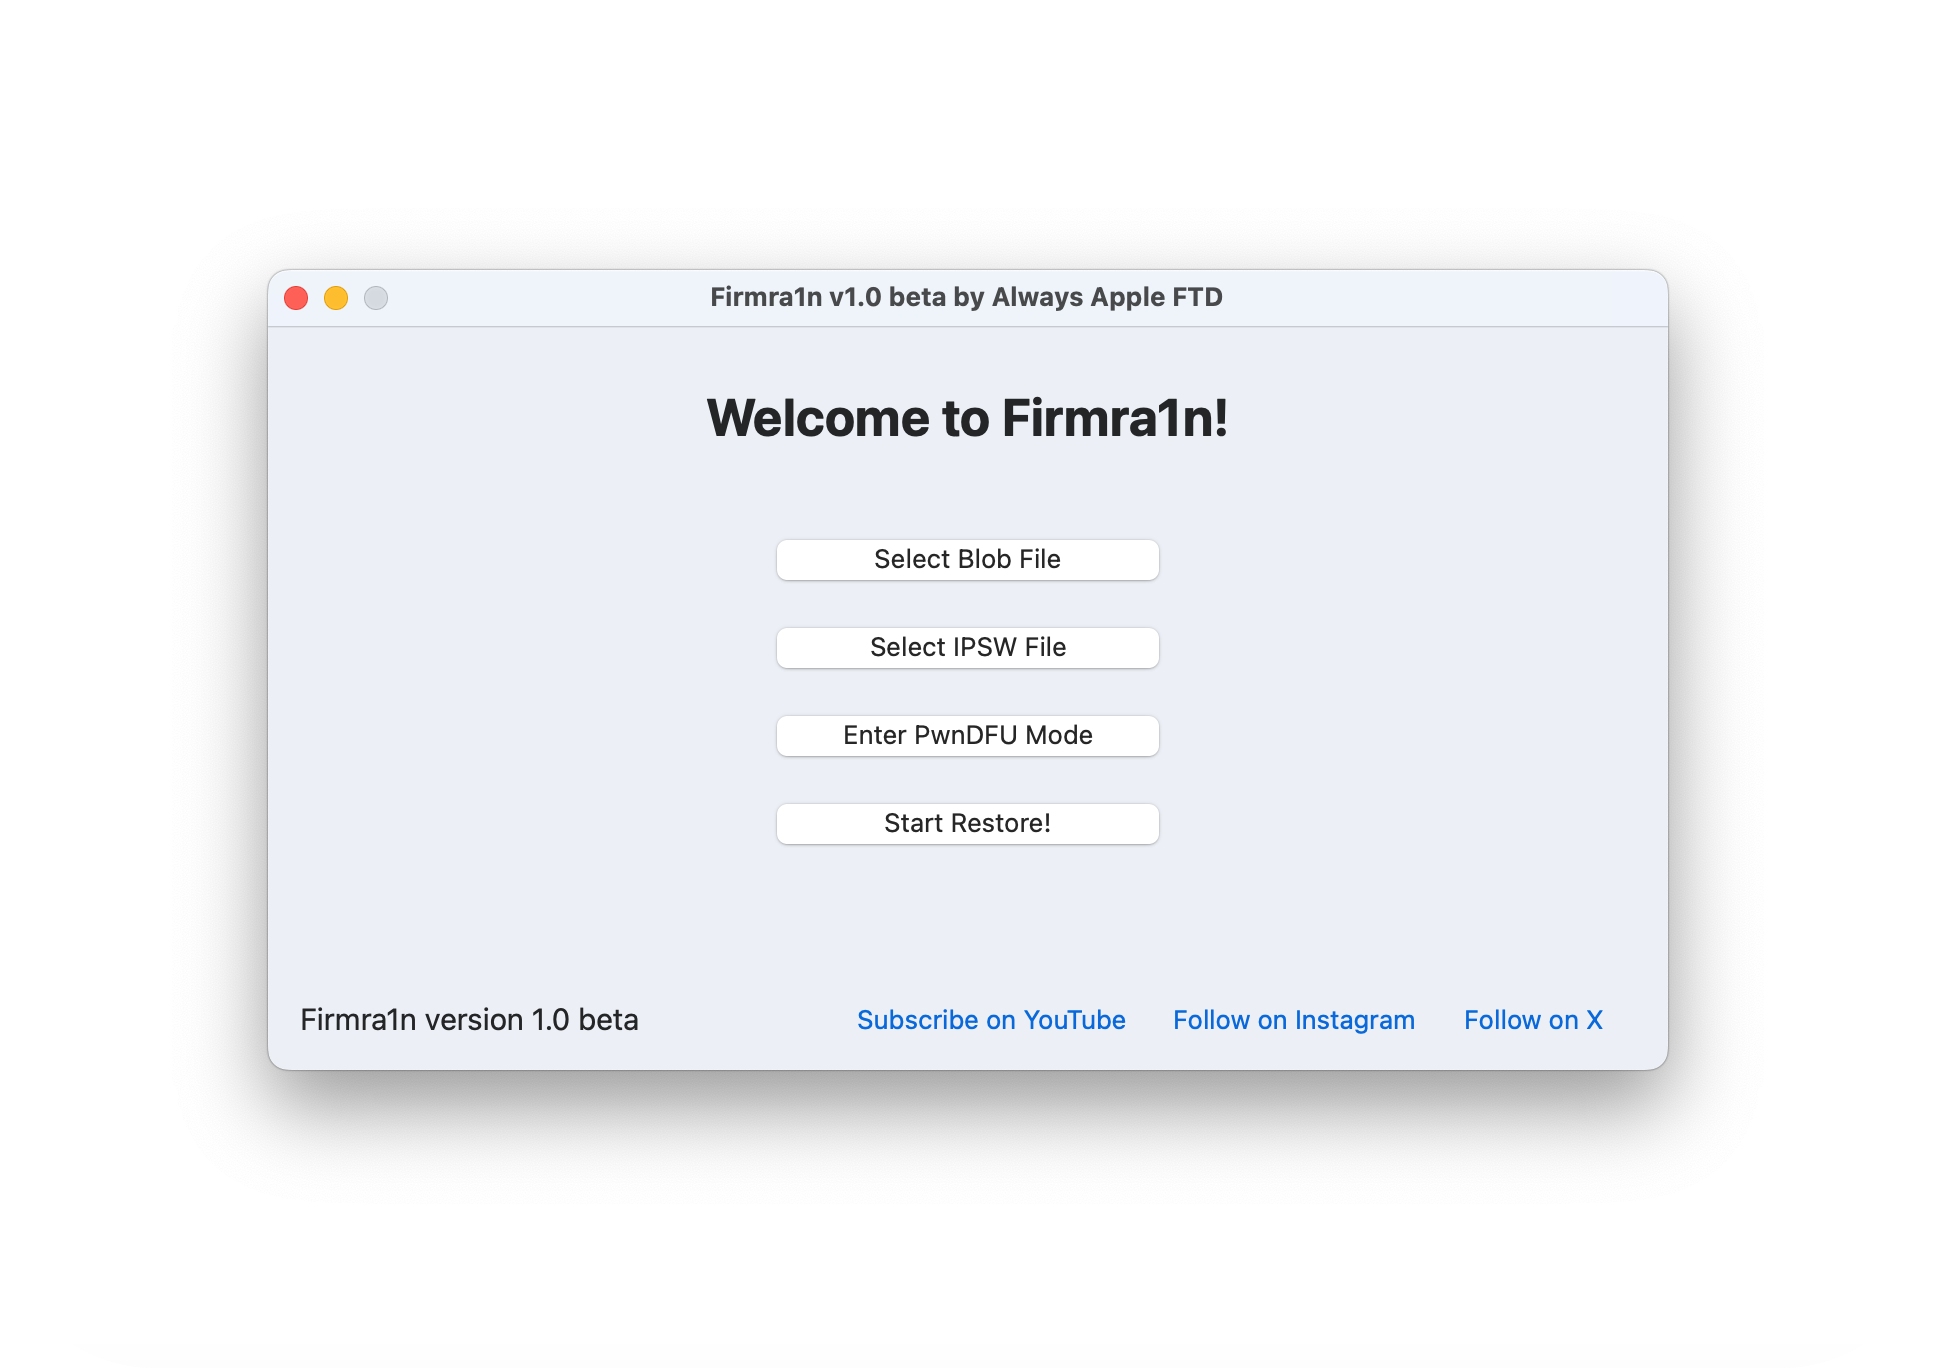 Firmra1n v1.0 beta by Always Apple FTD
Welcome to Firmra1n!
Select Blob File
Select IPSW File
Enter PwnDFU Mode
Start Restore!
Firmra1n version 1.0 beta
Subscribe on YouTube
Follow on Instagram
Follow on X